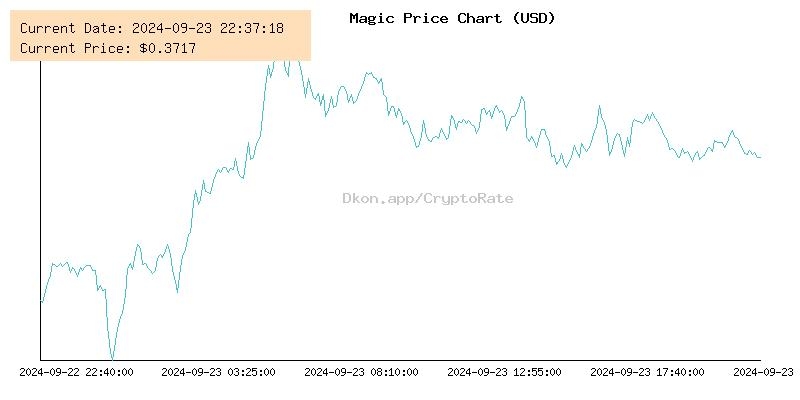 Magic Price Chart (USD)
Current Date: 2024-09-23 22:37:18
Current Price: $0.3717
Dkon.app/CryptoRate
2024-09-22 22:40:00
2024-09-23 03:25:00
2024-09-23 08:10:00
2024-09-23 12:55:00
2024-09-23 17:40:00
2024-09-23